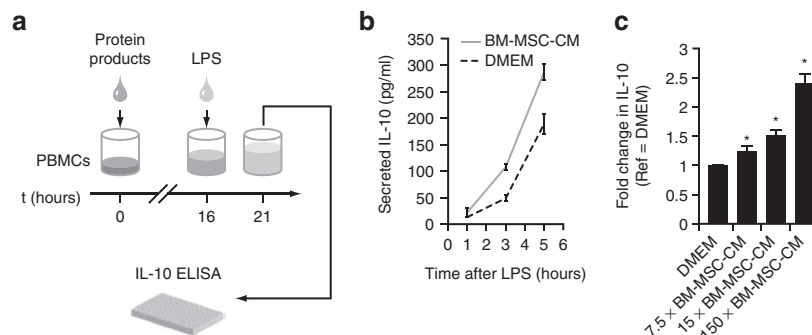 a
Protein
products
LPS
PBMCs
t (hours)
0
16
21
IL-10 ELISA
b
Secreted IL-10 (pg/ml)
350
300
250
200
150
100
50
0
BM-MSC-CM
DMEM
0 1 2 3 4 5 6
Time after LPS (hours)
c
Fold change in IL-10
(Ref = DMEM)
3
2.5
2
1.5
1
0.5
0
*
*
*
DMEM
7.5 × BM-MSC-CM
15 × BM-MSC-CM
150 × BM-MSC-CM